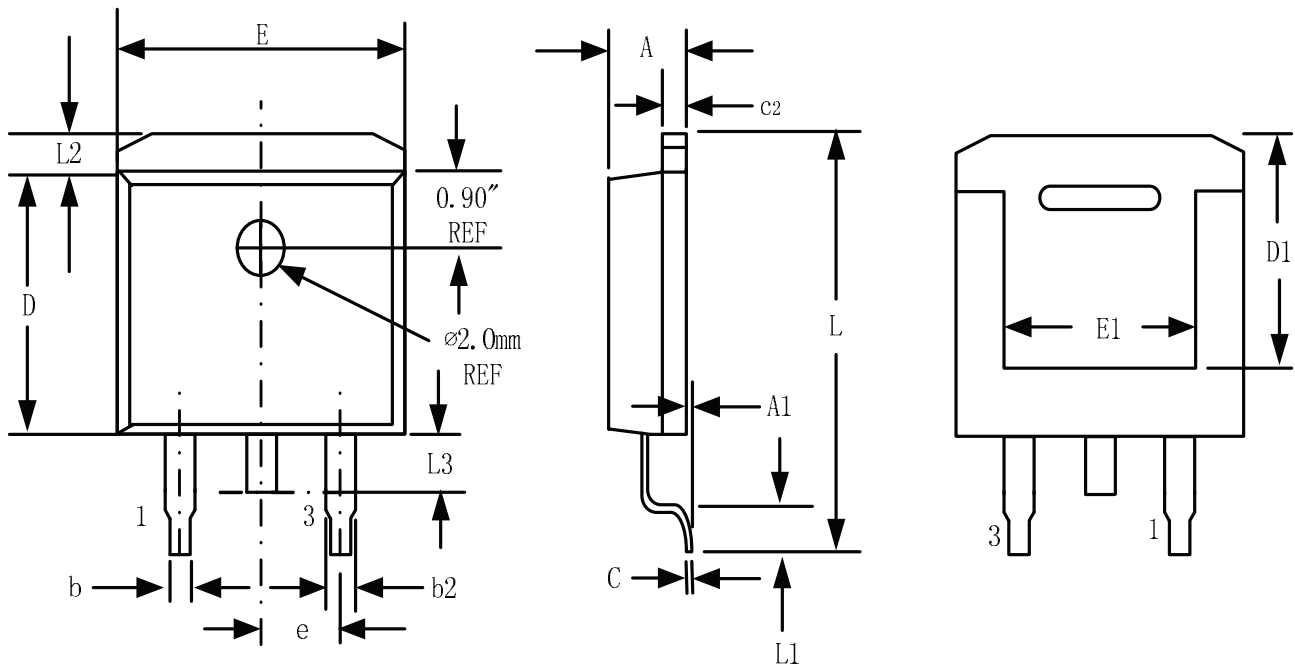 E
L2
0.90″
REF
D
⌀2.0mm
REF
L3
1
3
b
b2
e
A
c2
L
A1
C
L1
D1
E1
3
1